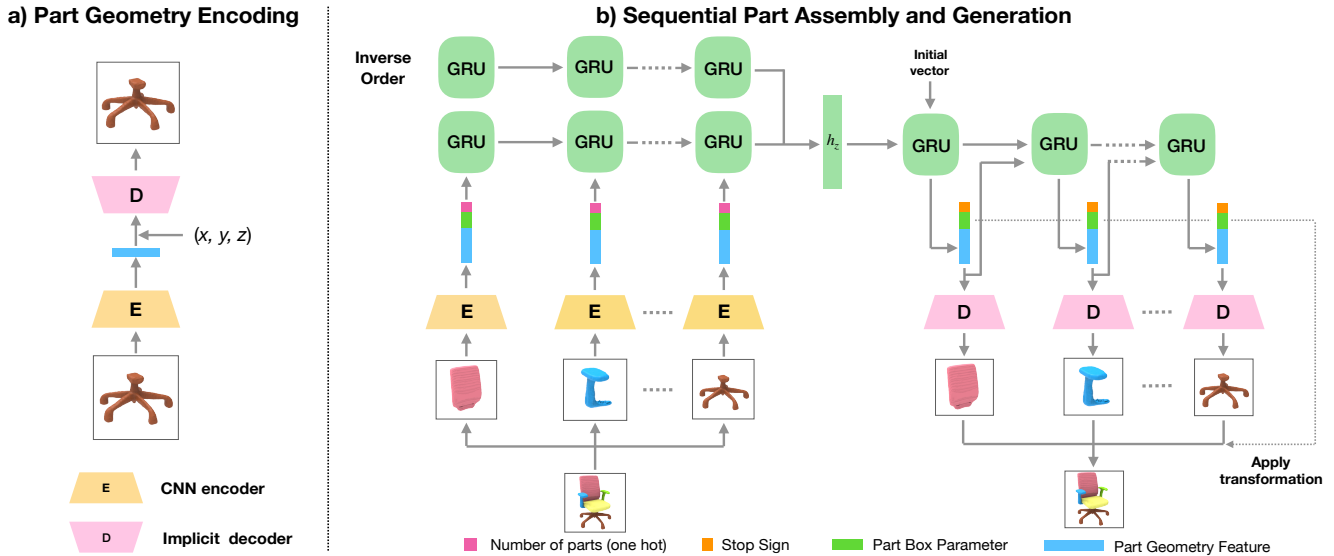 a) Part Geometry Encoding
D
(x, y, z)
E
E
CNN encoder
D
Implicit decoder
b) Sequential Part Assembly and Generation
Inverse
Order
GRU
GRU
GRU
GRU
GRU
GRU
h_z
Initial
vector
GRU
GRU
GRU
E
E
E
D
D
D
Apply
transformation
Number of parts (one hot)
Stop Sign
Part Box Parameter
Part Geometry Feature